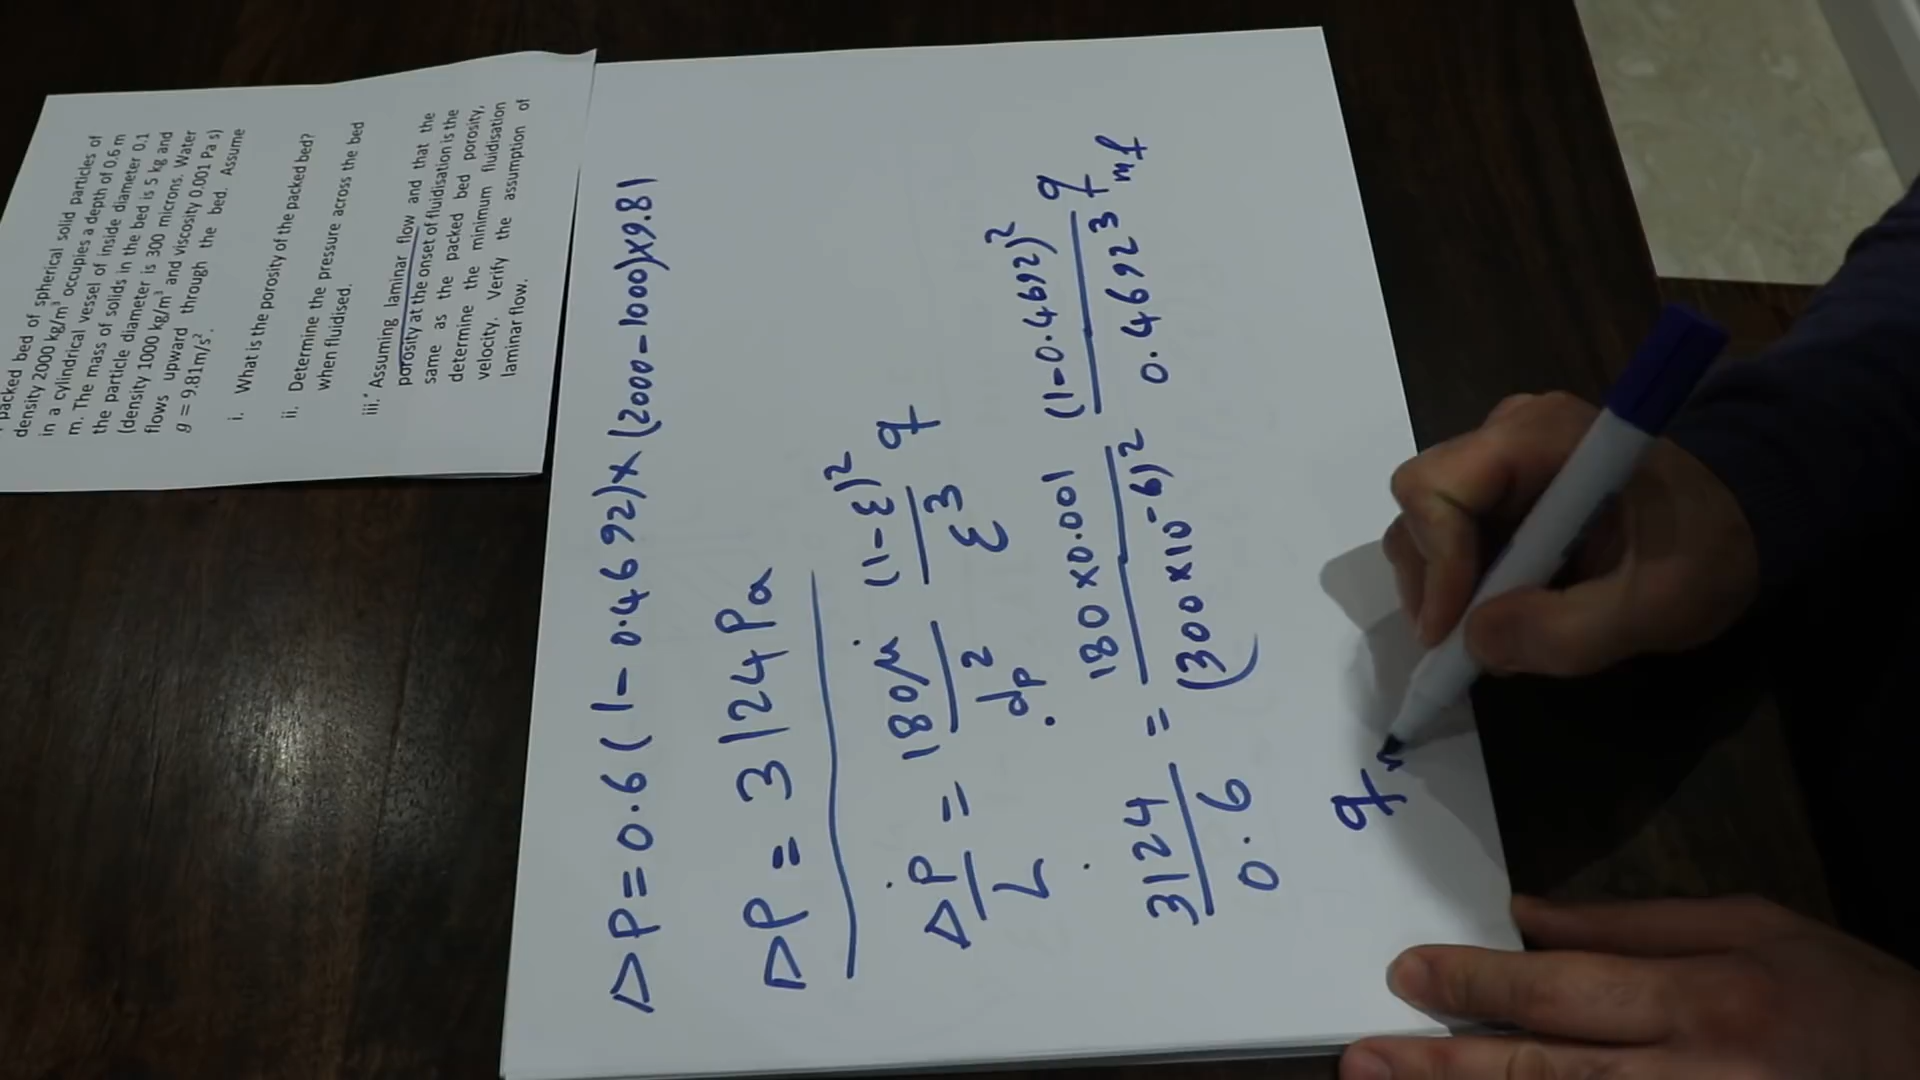 packed bed of spherical solid particles of
density 2000 kg/m³ occupies a depth of 0.6 m
in a cylindrical vessel of inside diameter 0.1
m. The mass of solids in the bed is 5 kg and
the particle diameter is 300 microns. Water
(density 1000 kg/m³ and viscosity 0.001 Pa s)
flows upward through the bed. Assume
g = 9.81m/s².
i. What is the porosity of the packed bed?
ii. Determine the pressure across the bed
when fluidised.
iii. Assuming laminar flow and that the
porosity at the onset of fluidisation is the
same as the packed bed porosity,
determine the minimum fluidisation
velocity. Verify the assumption of
laminar flow.
ΔP = 0.6 (1 - 0.4692) x (2000 - 1000) x 9.81
ΔP = 3124 Pa
ΔP/L = 180μ/dp² (1-ε)²/ε³ q
3124/0.6 = 180 x 0.001/(300 x 10⁻⁶)² (1-0.4692)²/0.4692³ q mf
q